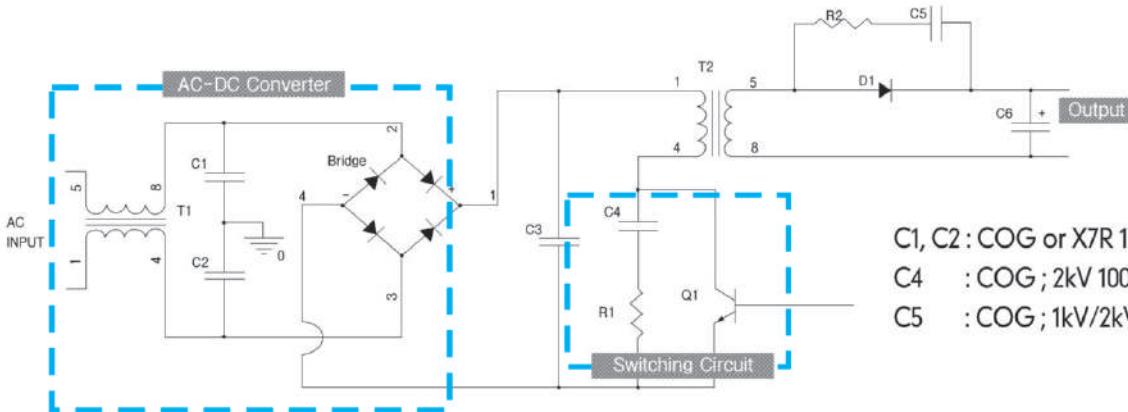 AC-DC Converter
AC
INPUT
5
1
8
4
T1
C1
C2
0
Bridge
2
4
-
+
1
3
C3
1
4
T2
5
8
R2
C5
D1
C6
+
Output
C4
R1
Q1
Switching Circuit
C1, C2 : COG or X7R 1
C4 : COG ; 2kV 100
C5 : COG ; 1kV/2kV